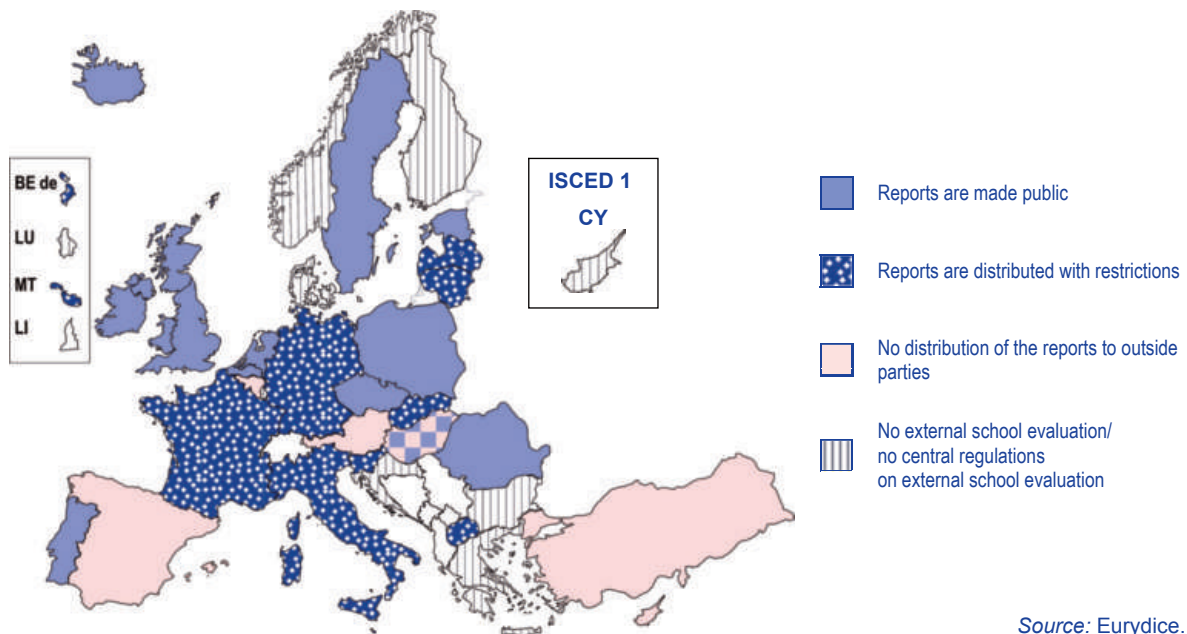 BE de
LU
MT
LI
ISCED 1
CY
Reports are made public
Reports are distributed with restrictions
No distribution of the reports to outside
parties
No external school evaluation/
no central regulations
on external school evaluation
Source: Eurydice.